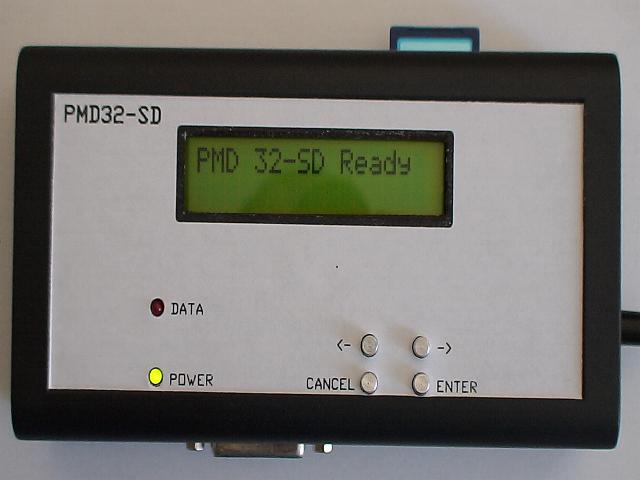 PMD32-SD
PMD 32-SD Ready
DATA
<- ->
POWER
CANCEL ENTER